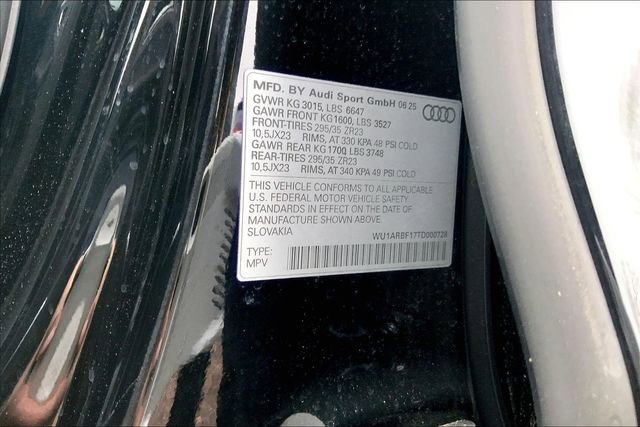 MFD. BY Audi Sport GmbH 06 25
GVWR KG 3015, LBS 6647
GAWR FRONT KG 1600, LBS 3527
FRONT-TIRES 295/35 ZR23
10,5JX23 RIMS, AT 330 KPA 48 PSI COLD
GAWR REAR KG 1700, LBS 3748
REAR-TIRES 295/35 ZR23
10,5JX23 RIMS, AT 340 KPA 49 PSI COLD
THIS VEHICLE CONFORMS TO ALL APPLICABLE
U.S. FEDERAL MOTOR VEHICLE SAFETY
STANDARDS IN EFFECT ON THE DATE OF
MANUFACTURE SHOWN ABOVE.
SLOVAKIA WU1ARBF17TD000728
TYPE:
MPV